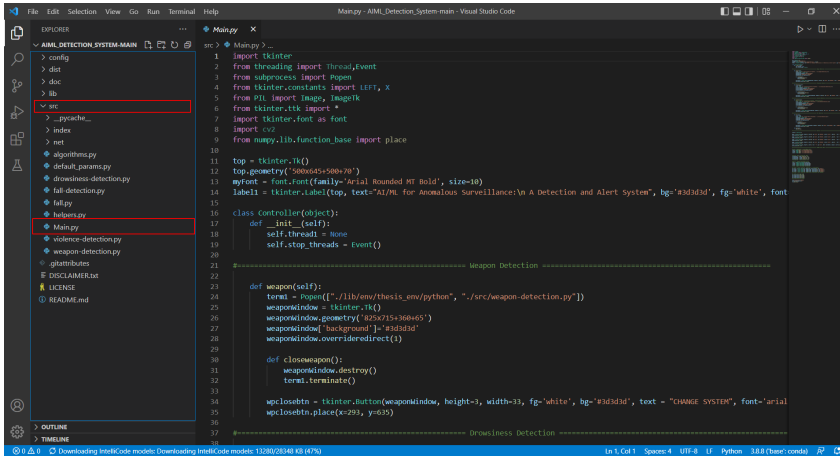 File Edit Selection View Go Run Terminal Help
Main.py - AIML_Detection_System-main - Visual Studio Code
EXPLORER
AIML_DETECTION_SYSTEM-MAIN
config
dist
doc
lib
src
__pycache__
index
net
algorithms.py
default_params.py
drowsiness-detection.py
fall-detection.py
fall.py
helpers.py
Main.py
violence-detection.py
weapon-detection.py
.gitattributes
DISCLAIMER.txt
LICENSE
README.md
OUTLINE
TIMELINE
Main.py
src > Main.py > ...
1 import tkinter
2 from threading import Thread,Event
3 from subprocess import Popen
4 from tkinter.constants import LEFT, X
5 from PIL import Image, ImageTk
6 from tkinter.ttk import *
7 import tkinter.font as font
8 import cv2
9 from numpy.lib.function_base import place
10
11 top = tkinter.Tk()
12 top.geometry('500x645+500+70')
13 myFont = font.Font(family='Arial Rounded MT Bold', size=10)
14 label1 = tkinter.Label(top, text="AI/ML for Anomalous Surveillance:\n A Detection and Alert System", bg='#3d3d3d', fg='white', font
15
16 class Controller(object):
17 def __init__(self):
18 self.thread1 = None
19 self.stop_threads = Event()
20
21 #=================================================== Weapon Detection ===================================================
22
23 def weapon(self):
24 term1 = Popen(["./lib/env/thesis_env/python", "./src/weapon-detection.py"])
25 weaponWindow = tkinter.Tk()
26 weaponWindow.geometry('825x715+360+65')
27 weaponWindow['background']='#3d3d3d'
28 weaponWindow.overrideredirect(1)
29
30 def closeweapon():
31 weaponWindow.destroy()
32 term1.terminate()
33
34 wpclosebtn = tkinter.Button(weaponWindow, height=3, width=33, fg='white', bg='#3d3d3d', text = "CHANGE SYSTEM", font='arial
35 wpclosebtn.place(x=293, y=635)
36
37 #=================================================== Drowsiness Detection ===================================================
0 0 Downloading IntelliCode models: Downloading IntelliCode models: 13280/28348 KB (47%)
Ln 1, Col 1 Spaces: 4 UTF-8 LF Python 3.8.8 ('base': conda)